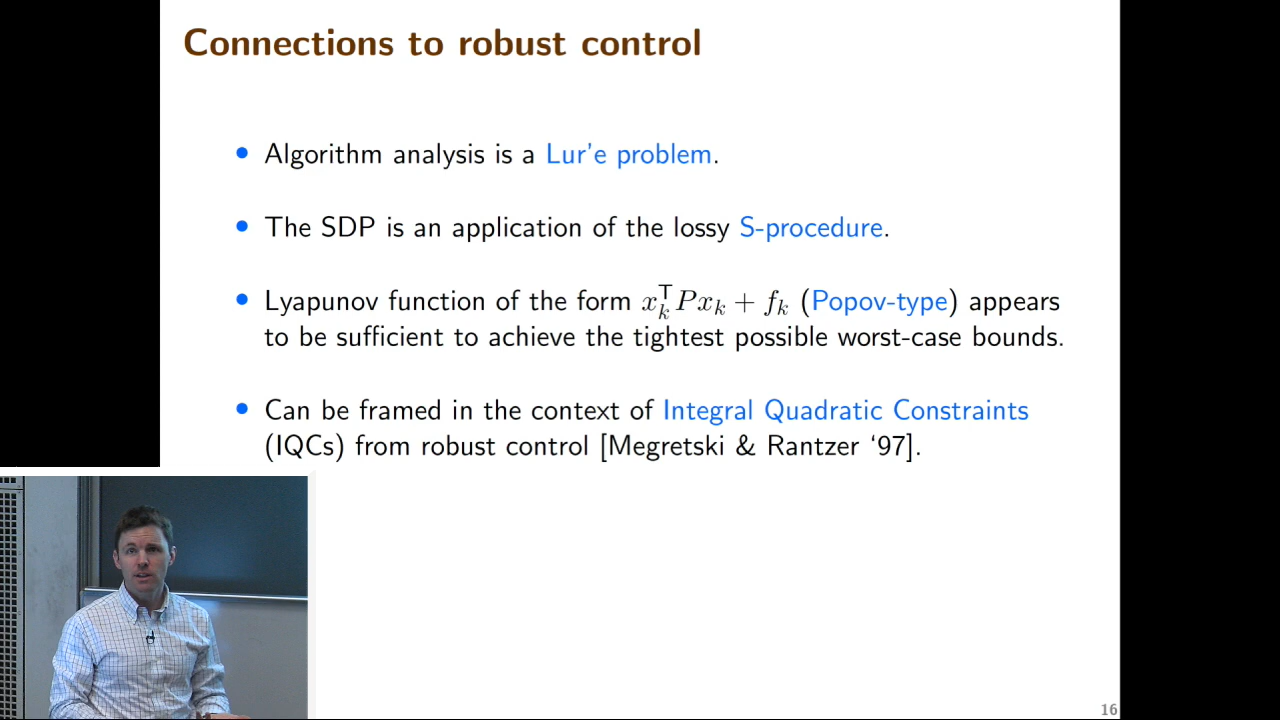 Connections to robust control
• Algorithm analysis is a Lur'e problem.
• The SDP is an application of the lossy S-procedure.
• Lyapunov function of the form $x_k^\mathsf{T} P x_k + f_k$ (Popov-type) appears
to be sufficient to achieve the tightest possible worst-case bounds.
• Can be framed in the context of Integral Quadratic Constraints
(IQCs) from robust control [Megretski & Rantzer ‘97].
16